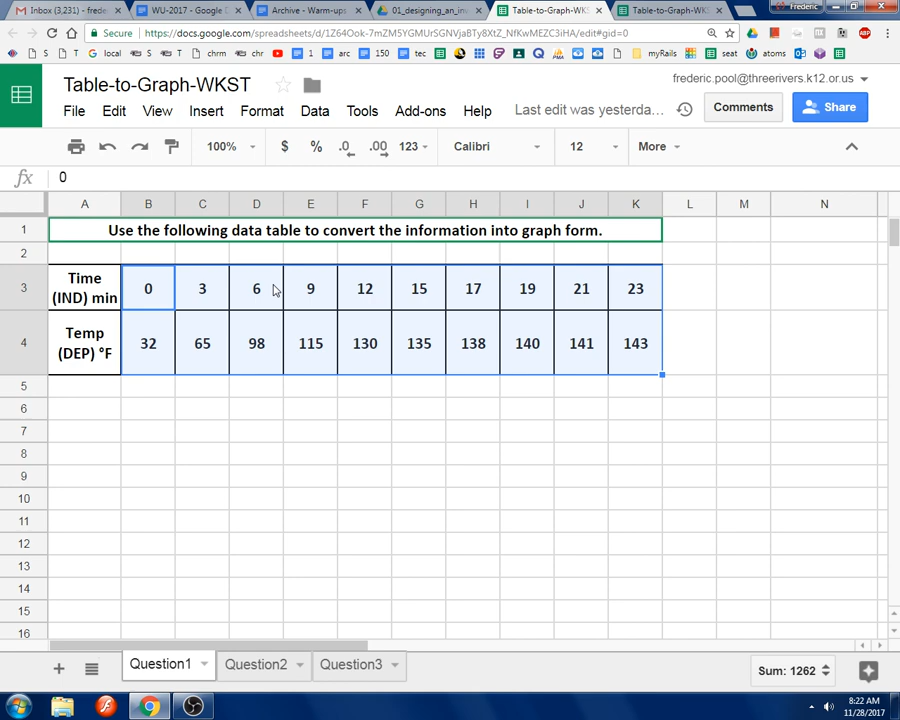 Inbox (3,231) - frede
WU-2017 - Google D
Archive - Warm-ups
01_designing_an_inv
Table-to-Graph-WKS
Table-to-Graph-WKS
Frederic
Secure
https://docs.google.com/spreadsheets/d/1Z64Ook-7mZM5YGMUrSGNVjaBTy8XtZ_NfKwMEZC3iHA/edit#gid=0
S T local S chrm chr 1 arc 150 tec myRails seat atoms
Table-to-Graph-WKST
frederic.pool@threerivers.k12.or.us
File Edit View Insert Format Data Tools Add-ons Help
Last edit was yesterda...
Comments
Share
100% $ % .0 .00 123 Calibri 12 More
fx 0
A B C D E F G H I J K L M N
1 Use the following data table to convert the information into graph form.
2
3 Time (IND) min 0 3 6 9 12 15 17 19 21 23
4 Temp (DEP) °F 32 65 98 115 130 135 138 140 141 143
5
6
7
8
9
10
11
12
13
14
15
16
Question1 Question2 Question3
Sum: 1262
8:22 AM
11/28/2017